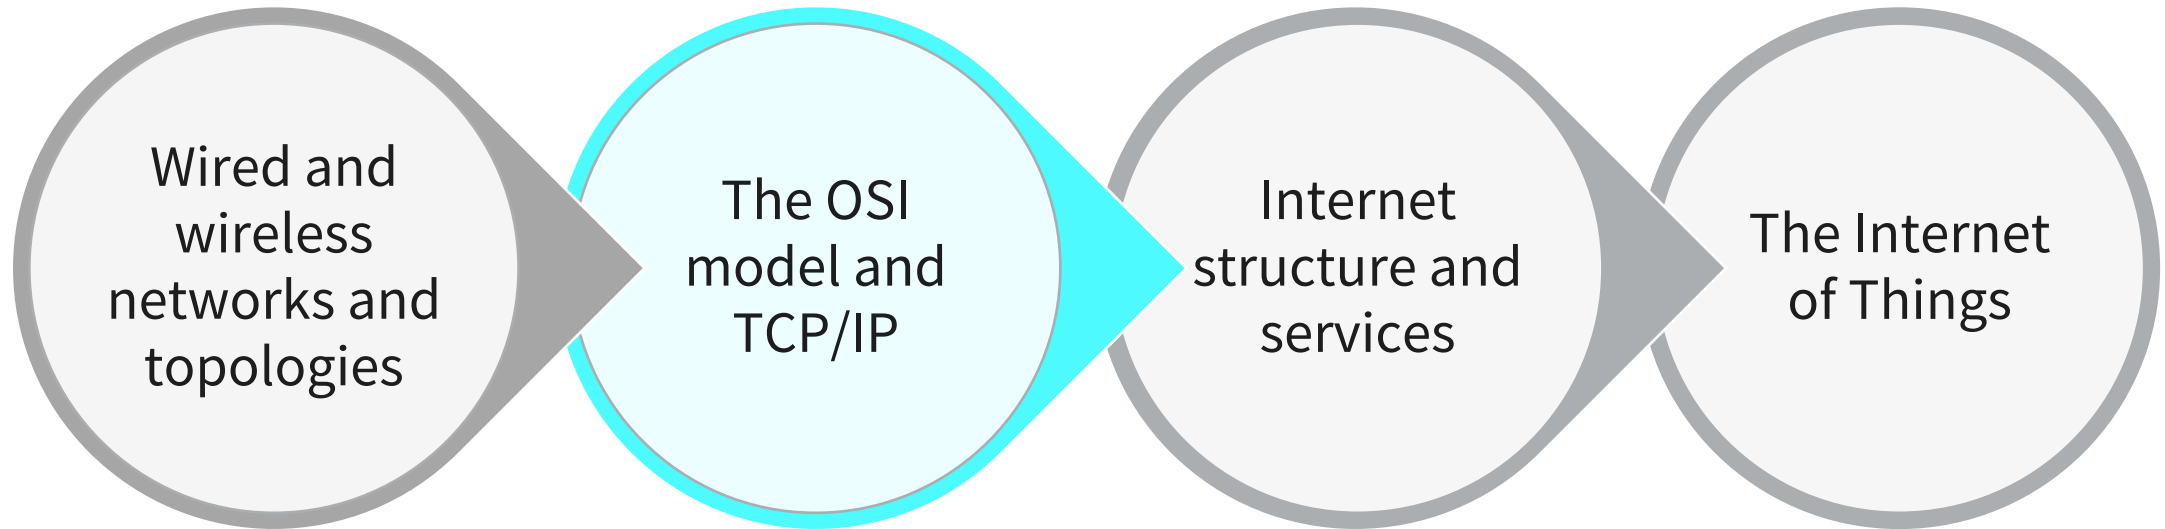 Wired and
wireless
networks and
topologies
The OSI
model and
TCP/IP
Internet
structure and
services
The Internet
of Things